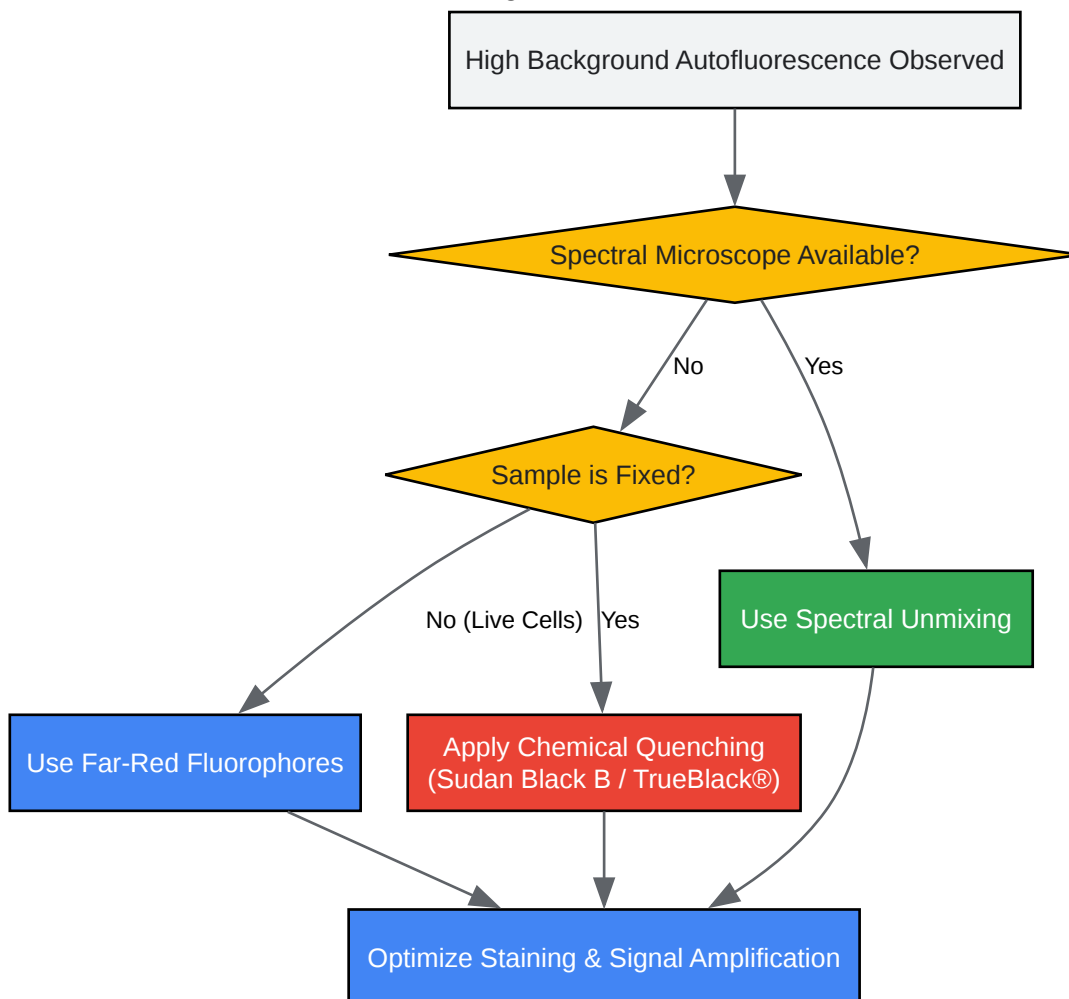 High Background Autofluorescence Observed
Spectral Microscope Available?
No
Yes
Sample is Fixed?
No (Live Cells)
Yes
Use Spectral Unmixing
Use Far-Red Fluorophores
Apply Chemical Quenching
(Sudan Black B / TrueBlack®)
Optimize Staining & Signal Amplification